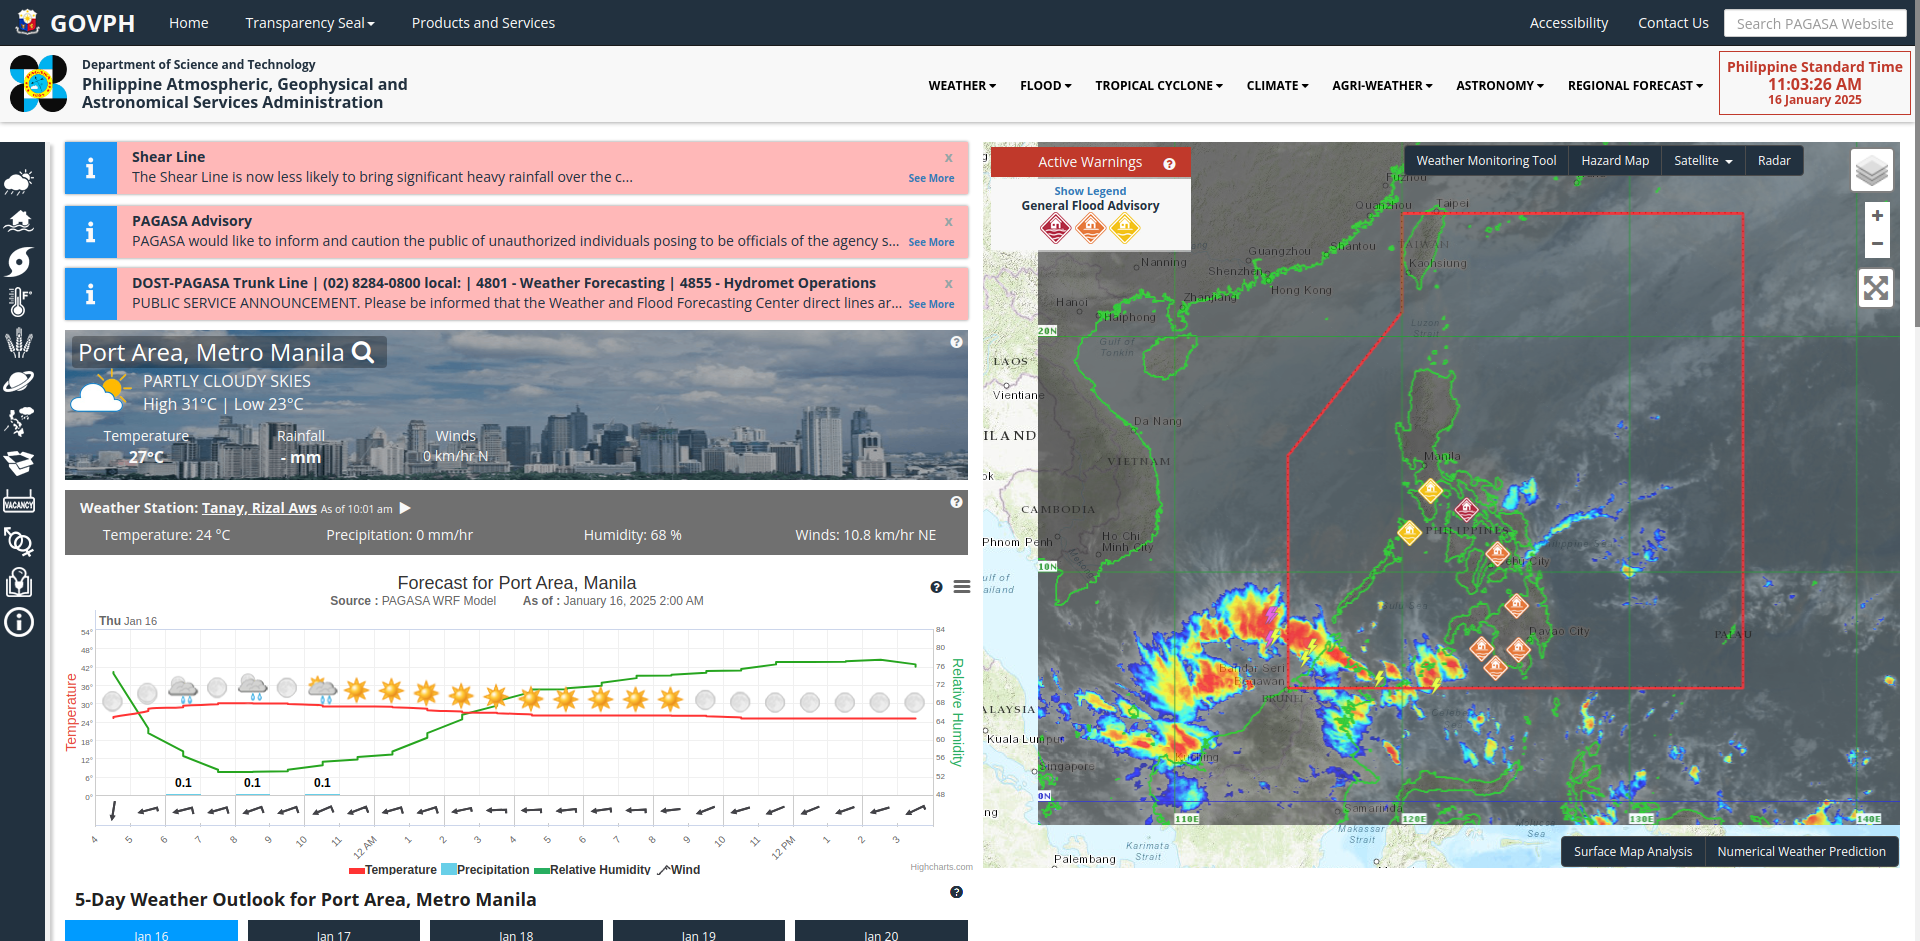 GOVPH
Home
Transparency Seal
Products and Services
Accessibility
Contact Us
Search PAGASA Website
Department of Science and Technology
Philippine Atmospheric, Geophysical and
Astronomical Services Administration
WEATHER
FLOOD
TROPICAL CYCLONE
CLIMATE
AGRI-WEATHER
ASTRONOMY
REGIONAL FORECAST
Philippine Standard Time
11:03:26 AM
16 January 2025
Shear Line
x
The Shear Line is now less likely to bring significant heavy rainfall over the c...
See More
PAGASA Advisory
x
PAGASA would like to inform and caution the public of unauthorized individuals posing to be officials of the agency s...
See More
DOST-PAGASA Trunk Line | (02) 8284-0800 local: | 4801 - Weather Forecasting | 4855 - Hydromet Operations
x
PUBLIC SERVICE ANNOUNCEMENT. Please be informed that the Weather and Flood Forecasting Center direct lines ar...
See More
VACANCY
Port Area, Metro Manila
PARTLY CLOUDY SKIES
High 31°C | Low 23°C
Temperature
27°C
Rainfall
- mm
Winds
0 km/hr N
Weather Station: Tanay, Rizal Aws As of 10:01 am
Temperature: 24 °C
Precipitation: 0 mm/hr
Humidity: 68 %
Winds: 10.8 km/hr NE
Forecast for Port Area, Manila
Source : PAGASA WRF Model As of : January 16, 2025 2:00 AM
Thu Jan 16
Temperature
54°
48°
42°
36°
30°
24°
18°
12°
6°
0°
84
80
76
72
68
64
60
56
52
48
Relative Humidity
0.1
0.1
0.1
4
5
6
7
8
9
10
11
12 AM
1
2
3
4
5
6
7
8
9
10
11
12 PM
1
2
3
Temperature
Precipitation
Relative Humidity
Wind
Highcharts.com
5-Day Weather Outlook for Port Area, Metro Manila
Jan 16
Jan 17
Jan 18
Jan 19
Jan 20
Active Warnings
Show Legend
General Flood Advisory
Weather Monitoring Tool
Hazard Map
Satellite
Radar
+
−
Fuzhou
Quanzhou
Taipei
Guangzhou
Shantou
TAIWAN
Nanning
Shenzhen
Kaohsiung
Hong Kong
Hanoi
Zhanjiang
Haiphong
20N
Luzon
Strait
Gulf of
Tonkin
LAOS
Vientiane
Da Nang
ILAND
VIETNAM
Manila
ok
CAMBODIA
PHILIPPINES
Phnom Penh
Ho Chi
Minh City
10N
ulf of
ailand
Davao City
PALAU
Bandar Seri
Begawan
BRUNEI
ALAYSIA
Kuala Lumpur
Kuching
Singapore
0N
ng
Samarinda
110E
120E
130E
140E
Makassar
Strait
Sea
Karimata
Strait
Palembang
Surface Map Analysis
Numerical Weather Prediction